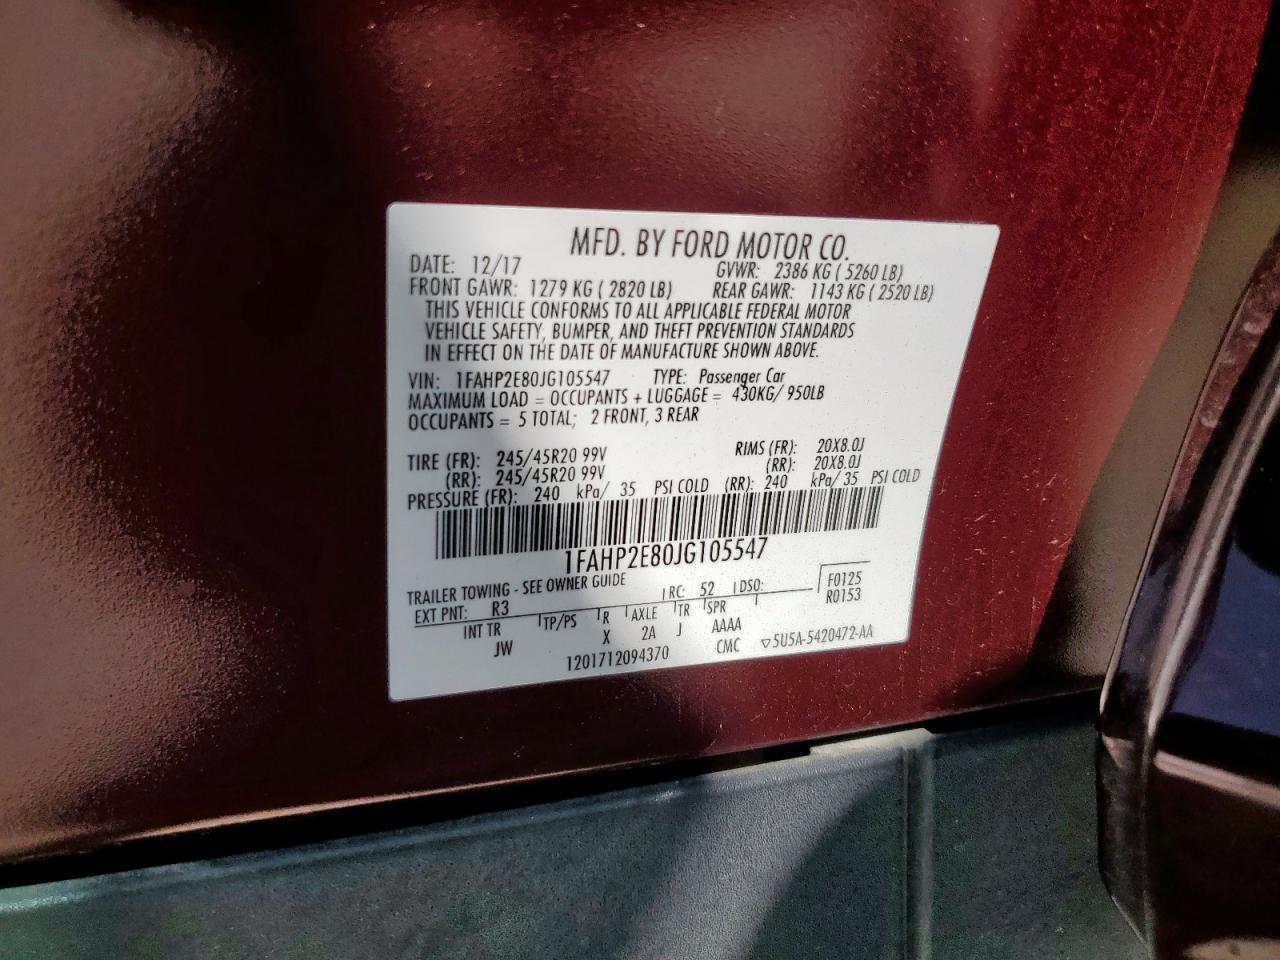 MFD. BY FORD MOTOR CO.
DATE: 12/17 GVWR: 2386 KG ( 5260 LB)
FRONT GAWR: 1279 KG ( 2820 LB) REAR GAWR: 1143 KG ( 2520 LB)
THIS VEHICLE CONFORMS TO ALL APPLICABLE FEDERAL MOTOR
VEHICLE SAFETY, BUMPER, AND THEFT PREVENTION STANDARDS
IN EFFECT ON THE DATE OF MANUFACTURE SHOWN ABOVE.
VIN: 1FAHP2E80JG105547 TYPE: Passenger Car
MAXIMUM LOAD = OCCUPANTS + LUGGAGE = 430KG/ 950LB
OCCUPANTS = 5 TOTAL; 2 FRONT, 3 REAR
TIRE (FR): 245/45R20 99V RIMS (FR): 20X8.0J
(RR): 245/45R20 99V (RR): 20X8.0J
PRESSURE (FR): 240 kPa/ 35 PSI COLD (RR): 240 kPa/ 35 PSI COLD
1FAHP2E80JG105547
TRAILER TOWING - SEE OWNER GUIDE
EXT PNT: R3 RC: 52 DSO: F0125
R0153
INT TR TP/PS R AXLE TR SPR
JW X 2A J AAAA
1201712094370 CMC ▽5U5A-5420472-AA